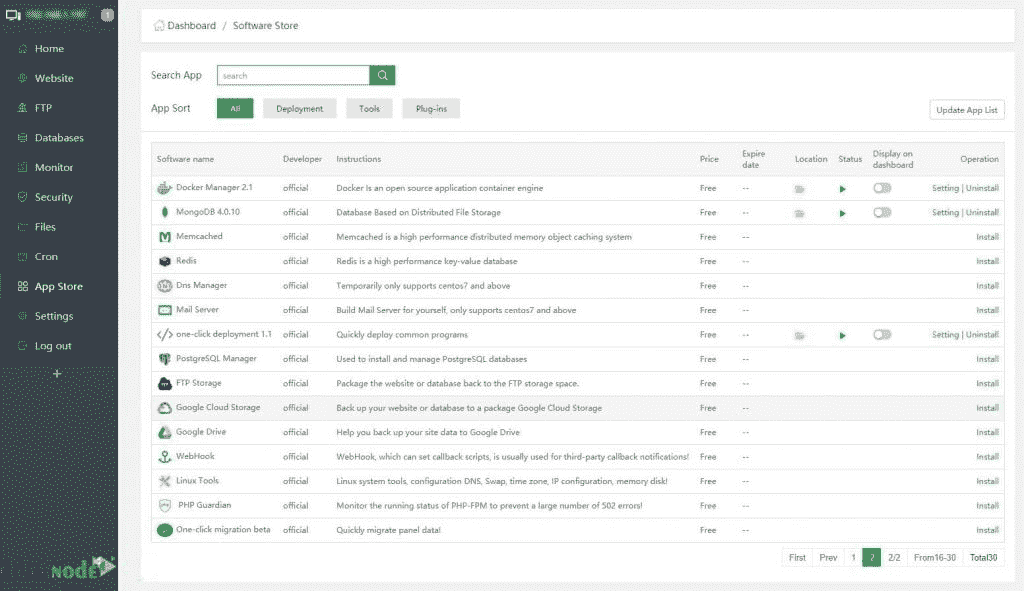 1
Home
Website
FTP
Databases
Monitor
Security
Files
Cron
App Store
Settings
Log out
+
Dashboard / Software Store
Search App search
App Sort All Deployment Tools Plug-ins Update App List
Software name Developer Instructions Price Expire date Location Status Display on dashboard Operation
Docker Manager 2.1 official Docker Is an open source application container engine Free -- Setting | Uninstall
MongoDB 4.0.10 official Database Based on Distributed File Storage Free -- Setting | Uninstall
Memcached official Memcached is a high performance distributed memory object caching system Free -- Install
Redis official Redis is a high performance key-value database Free -- Install
Dns Manager official Temporarily only supports centos7 and above Free -- Install
Mail Server official Build Mail Server for yourself, only supports centos7 and above Free -- Install
one-click deployment 1.1 official Quickly deploy common programs Free -- Setting | Uninstall
PostgreSQL Manager official Used to install and manage PostgreSQL databases Free -- Install
FTP Storage official Package the website or database back to the FTP storage space. Free -- Install
Google Cloud Storage official Back up your website or database to a package Google Cloud Storage Free -- Install
Google Drive official Help you back up your site data to Google Drive Free -- Install
WebHook official WebHook, which can set callback scripts, is usually used for third-party callback notifications! Free -- Install
Linux Tools official Linux system tools, configuration DNS, Swap, time zone, IP configuration, memory disk! Free -- Install
PHP Guardian official Monitor the running status of PHP-FPM to prevent a large number of 502 errors! Free -- Install
One-click migration beta official Quickly migrate panel data! Free -- Install
First Prev 1 2 2/2 From16-30 Total30
NODE